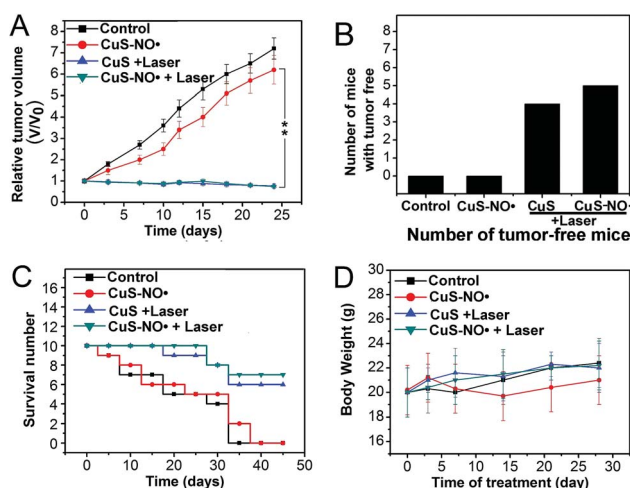 A
Control
CuS-NO•
CuS +Laser
CuS-NO• + Laser
Relative tumor volume
(V/V0)
8
7
6
5
4
3
2
1
0
**
0 5 10 15 20 25
Time (days)
B
Number of mice
with tumor free
8
6
4
2
0
Control CuS-NO• CuS CuS-NO•
+Laser
Number of tumor-free mice
C
Control
CuS-NO•
CuS +Laser
CuS-NO• + Laser
Survival number
16
14
12
10
8
6
4
2
0
0 10 20 30 40 50
Time (days)
D
Control
CuS-NO•
CuS +Laser
CuS-NO• + Laser
Body Weight (g)
30
28
26
24
22
20
18
16
0 5 10 15 20 25 30
Time of treatment (day)